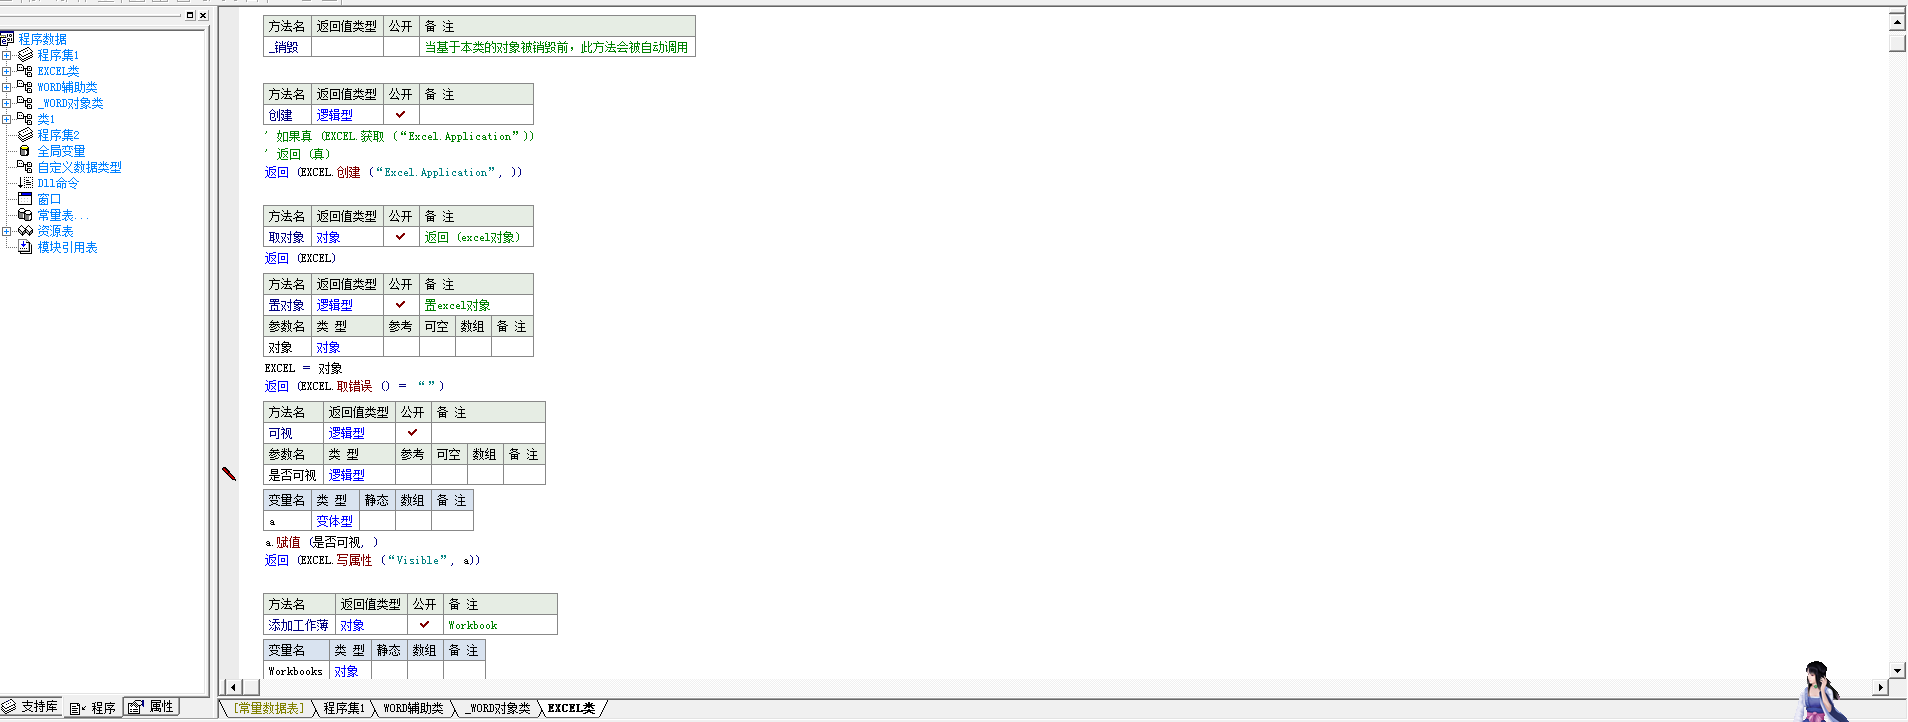 程序数据
程序集1
EXCEL类
WORD辅助类
_WORD对象类
类1
程序集2
全局变量
自定义数据类型
Dll命令
窗口
常量表...
资源表
模块引用表
支持库 程序 属性
方法名 返回值类型 公开 备 注
_销毁 当基于本类的对象被销毁前，此方法会被自动调用
方法名 返回值类型 公开 备 注
创建 逻辑型
' 如果真 (EXCEL.获取 (“Excel.Application”))
' 返回 (真)
返回 (EXCEL.创建 (“Excel.Application”, ))
方法名 返回值类型 公开 备 注
取对象 对象 返回 (excel对象)
返回 (EXCEL)
方法名 返回值类型 公开 备 注
置对象 逻辑型 置excel对象
参数名 类 型 参考 可空 数组 备 注
对象 对象
EXCEL = 对象
返回 (EXCEL.取错误 () = “”)
方法名 返回值类型 公开 备 注
可视 逻辑型
参数名 类 型 参考 可空 数组 备 注
是否可视 逻辑型
变量名 类 型 静态 数组 备 注
a 变体型
a.赋值 (是否可视, )
返回 (EXCEL.写属性 (“Visible”, a))
方法名 返回值类型 公开 备 注
添加工作薄 对象 Workbook
变量名 类 型 静态 数组 备 注
Workbooks 对象
[常量数据表] 程序集1 WORD辅助类 _WORD对象类 EXCEL类